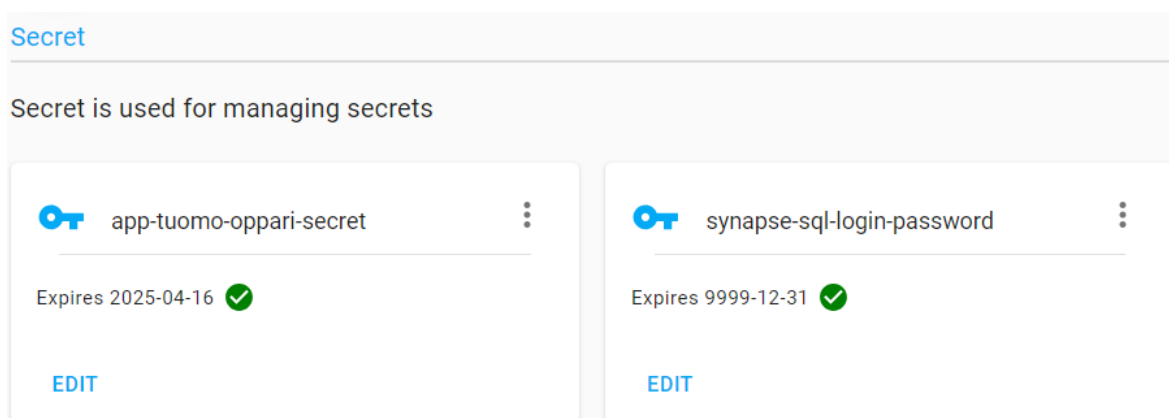 Secret
Secret is used for managing secrets
app-tuomo-oppari-secret
Expires 2025-04-16
EDIT
synapse-sql-login-password
Expires 9999-12-31
EDIT